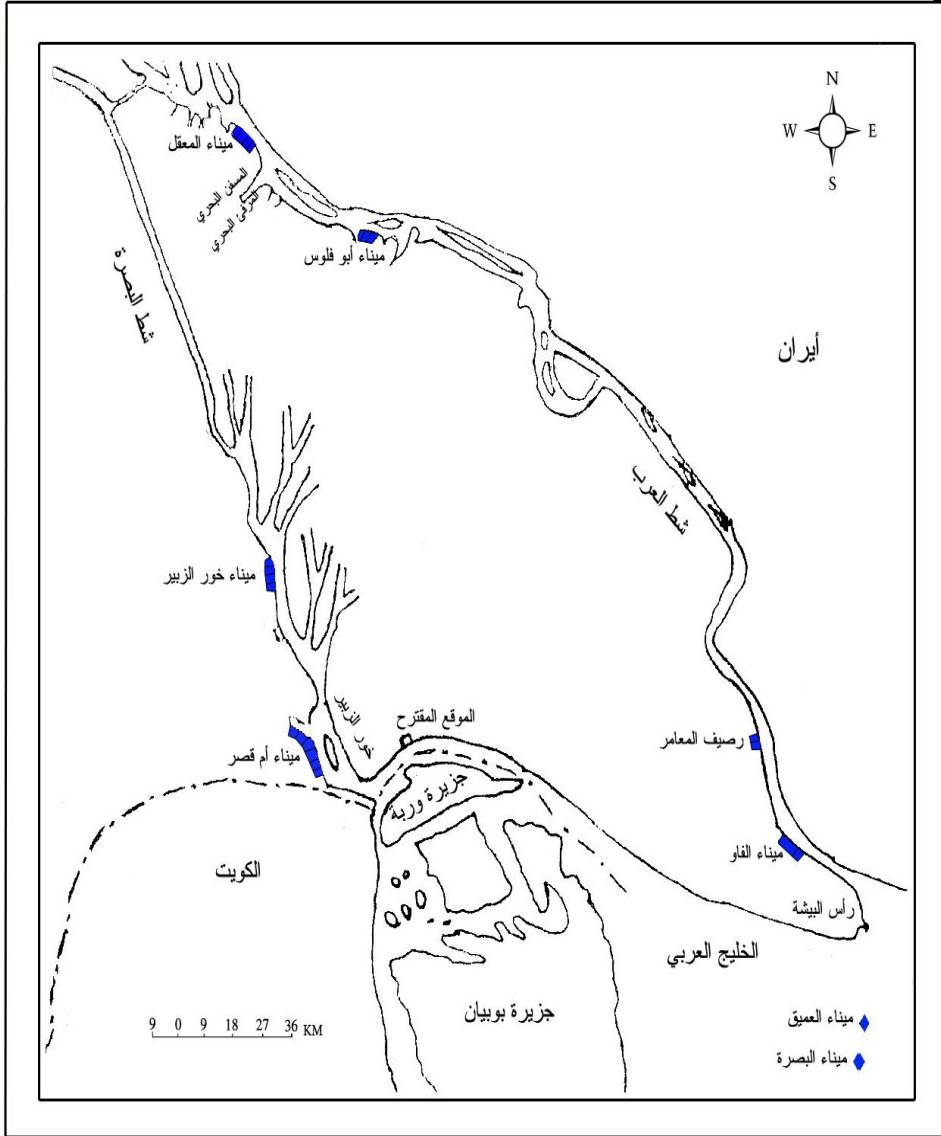 N
W E
S
ميناء المعقل
المسفن البحري
المرفئ البحري
ميناء أبو فلوس
شط البصرة
أيران
شط العرب
ميناء خور الزبير
خور الزبير
الموقع المقترح
رصيف المعامر
ميناء أم قصر
جزيرة وربة
ميناء الفاو
الكويت
رأس البيشة
الخليج العربي
جزيرة بوبيان
ميناء العميق
9 0 9 18 27 36 KM
ميناء البصرة